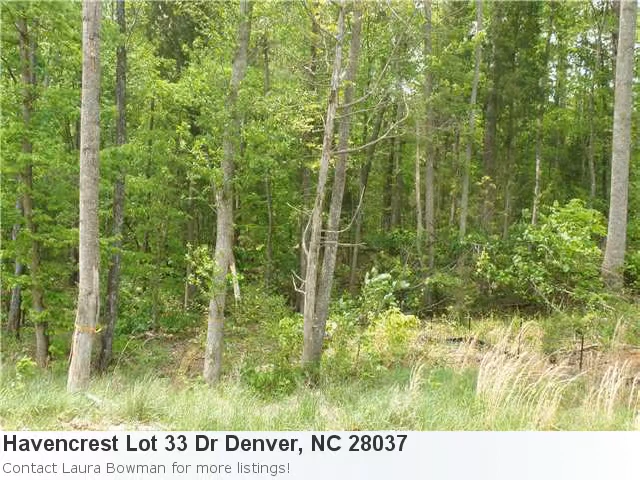 Havencrest Lot 33 Dr Denver, NC 28037
Contact Laura Bowman for more listings!